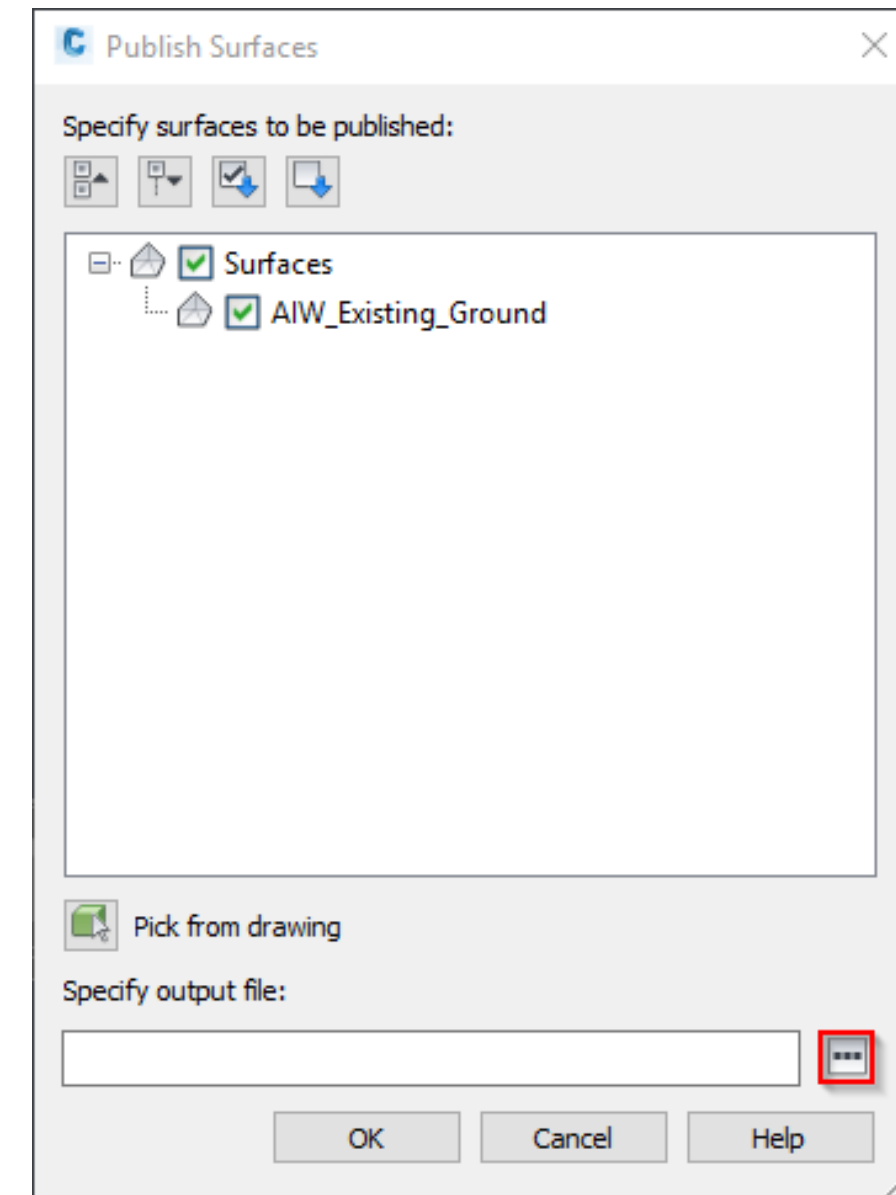 Publish Surfaces
Specify surfaces to be published:
Surfaces
AIW_Existing_Ground
Pick from drawing
Specify output file:
OK Cancel Help